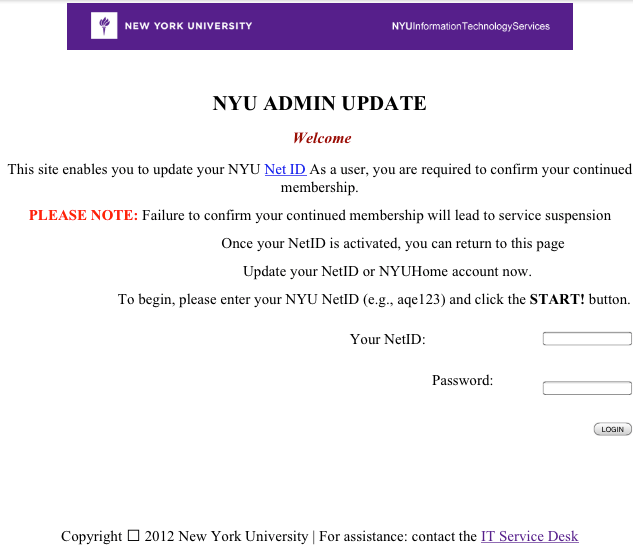 NEW YORK UNIVERSITY
NYUInformationTechnologyServices
NYU ADMIN UPDATE
Welcome
This site enables you to update your NYU Net ID As a user, you are required to confirm your continued
membership.
PLEASE NOTE: Failure to confirm your continued membership will lead to service suspension
Once your NetID is activated, you can return to this page
Update your NetID or NYUHome account now.
To begin, please enter your NYU NetID (e.g., aqe123) and click the START! button.
Your NetID:
Password:
LOGIN
Copyright □ 2012 New York University | For assistance: contact the IT Service Desk